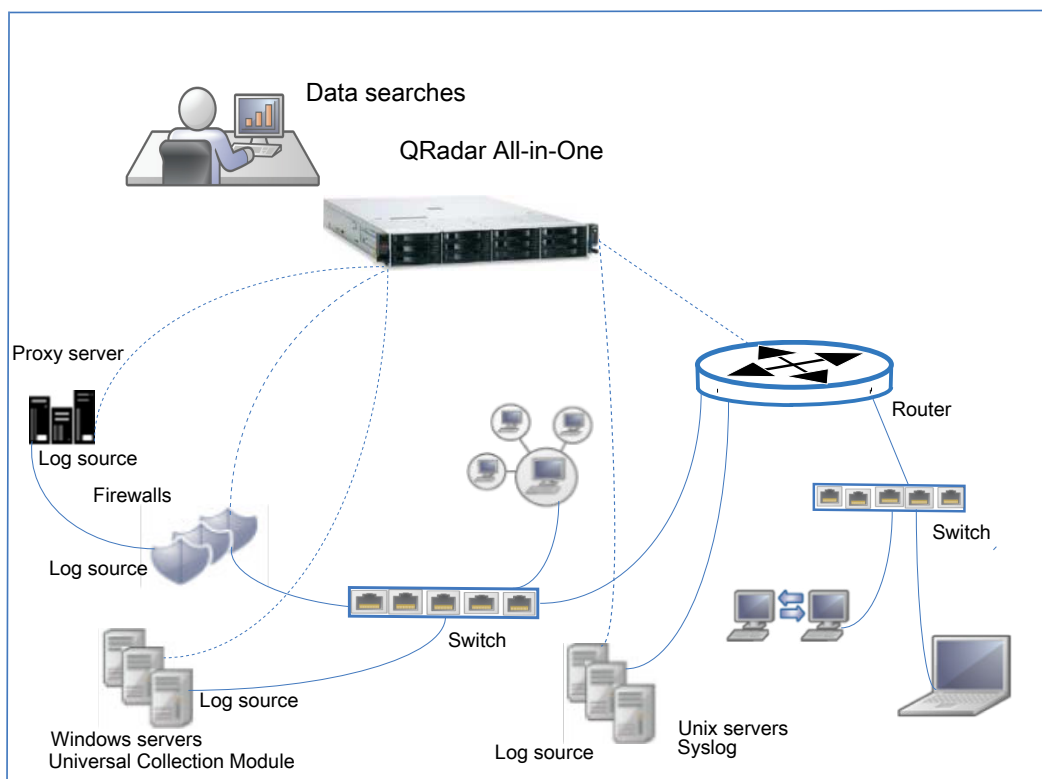 Data searches
QRadar All-in-One
Proxy server
Log source
Router
Firewalls
Log source
Switch
Switch
Log source
Windows servers
Universal Collection Module
Unix servers
Syslog
Log source